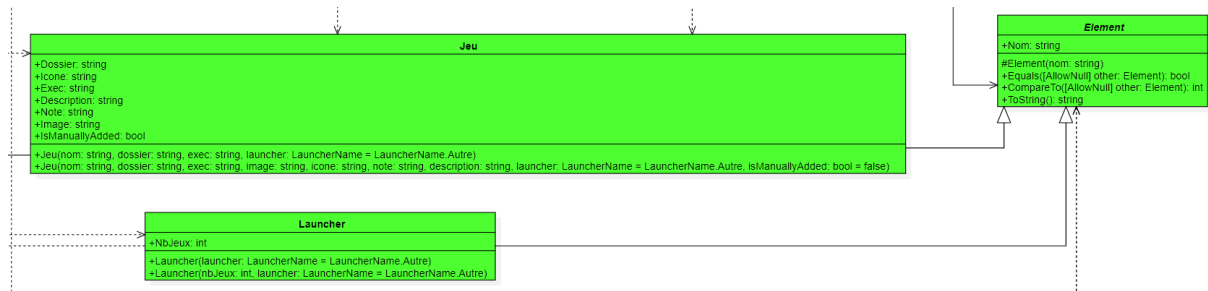 Jeu
+Dossier: string
+Icone: string
+Exec: string
+Description: string
+Note: string
+Image: string
+IsManuallyAdded: bool
+Jeu(nom: string, dossier: string, exec: string, launcher: LauncherName = LauncherName.Autre)
+Jeu(nom: string, dossier: string, exec: string, image: string, icone: string, note: string, description: string, launcher: LauncherName = LauncherName.Autre, isManuallyAdded: bool = false)
Element
+Nom: string
#Element(nom: string)
+Equals([AllowNull] other: Element): bool
+CompareTo([AllowNull] other: Element): int
+ToString(): string
Launcher
+NbJeux: int
+Launcher(launcher: LauncherName = LauncherName.Autre)
+Launcher(nbJeux: int, launcher: LauncherName = LauncherName.Autre)